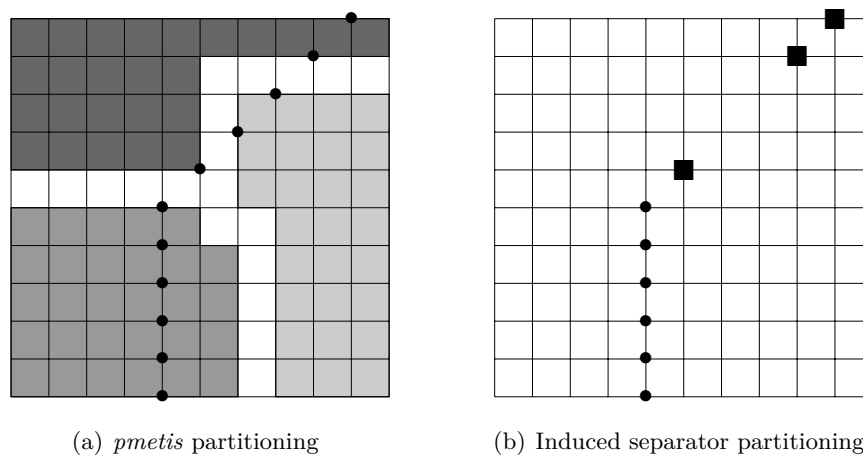 (a) pmetis partitioning
(b) Induced separator partitioning